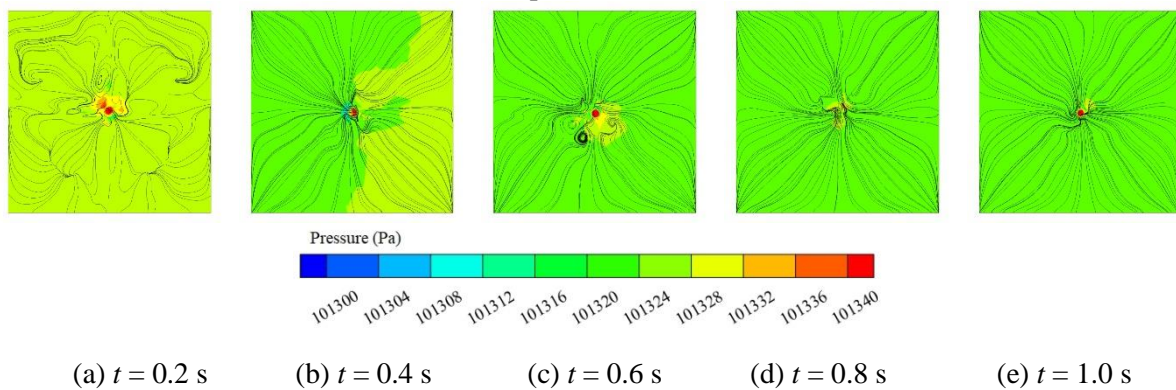 Pressure (Pa)
101300 101304 101308 101312 101316 101320 101324 101328 101332 101336 101340
(a) t = 0.2 s (b) t = 0.4 s (c) t = 0.6 s (d) t = 0.8 s (e) t = 1.0 s